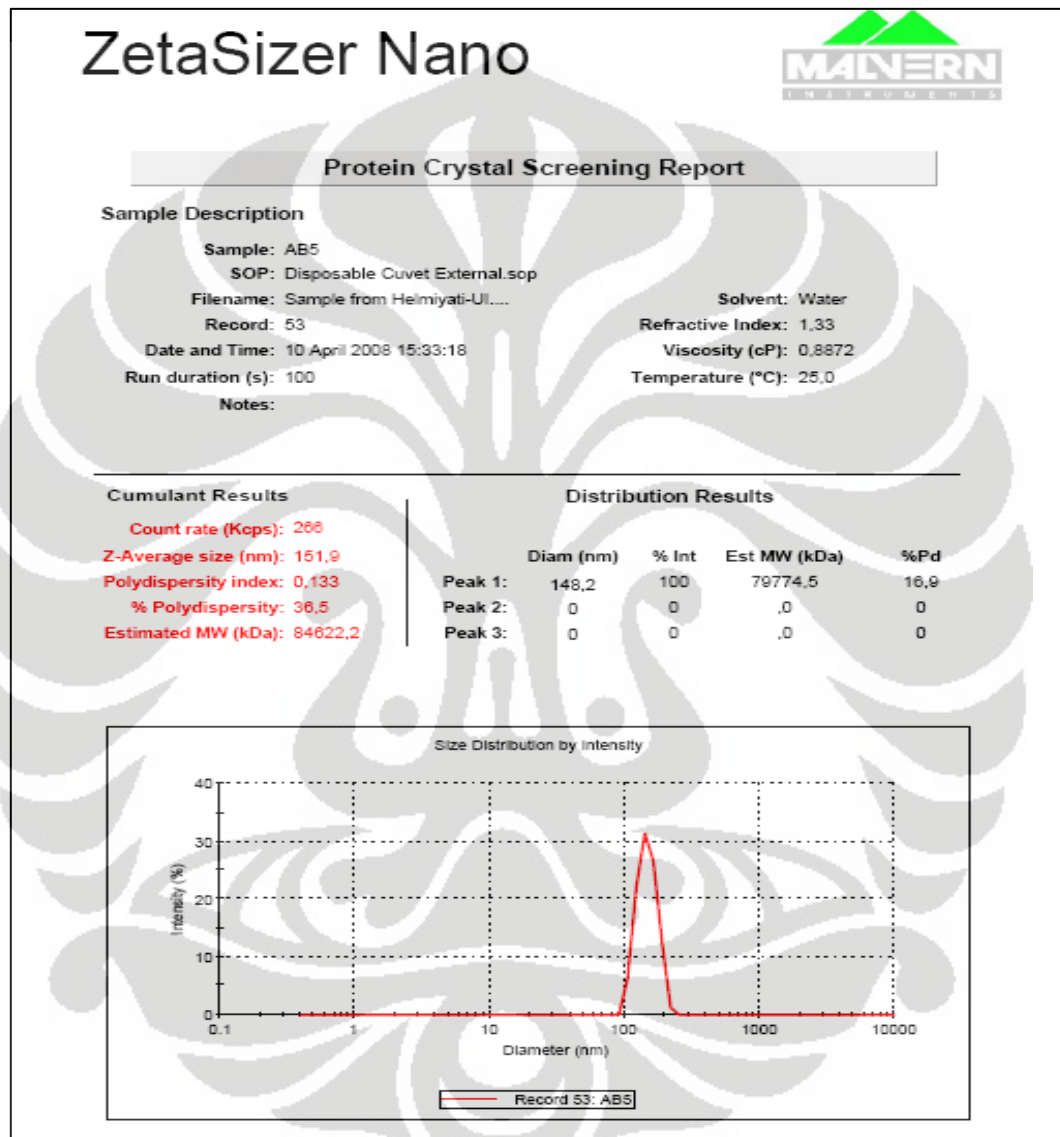 ZetaSizer Nano
MALVERN
INSTRUMENTS
Protein Crystal Screening Report
Sample Description
Sample: AB5
SOP: Disposable Cuvet External.sop
Filename: Sample from Helmiyati-UI.... Solvent: Water
Record: 53 Refractive Index: 1,33
Date and Time: 10 April 2008 15:33:18 Viscosity (cP): 0,8872
Run duration (s): 100 Temperature (°C): 25,0
Notes:
Cumulant Results Distribution Results
Count rate (Kcps): 266
Z-Average size (nm): 151,9 Diam (nm) % Int Est MW (kDa) %Pd
Polydispersity index: 0,133 Peak 1: 148,2 100 79774,5 16,9
% Polydispersity: 36,5 Peak 2: 0 0 ,0 0
Estimated MW (kDa): 84622,2 Peak 3: 0 0 ,0 0
Size Distribution by Intensity
Intensity (%)
40
30
20
10
0
0.1 1 10 100 1000 10000
Diameter (nm)
Record 53: AB5